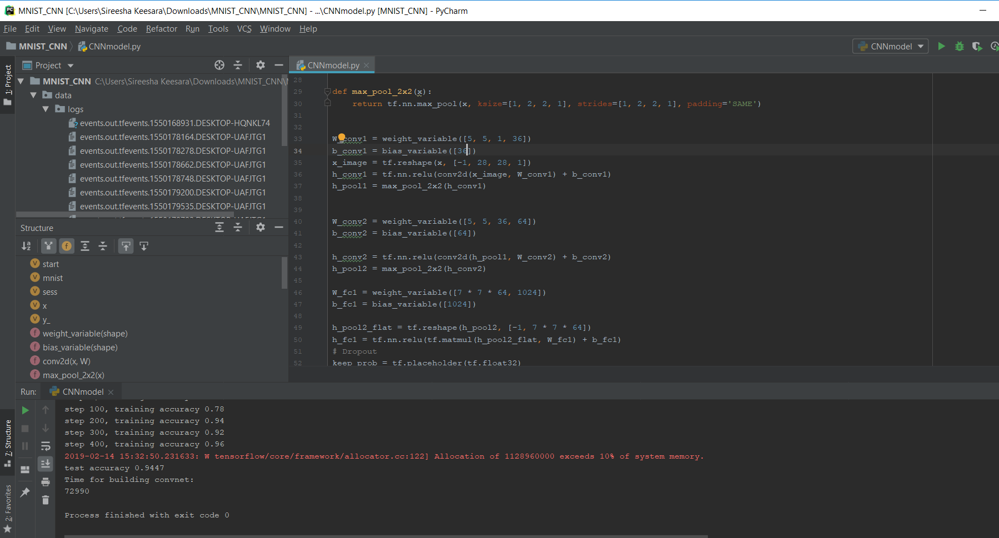 MNIST_CNN [C:\Users\Sireesha Keesara\Downloads\MNIST_CNN\MNIST_CNN] - ...\CNNmodel.py [MNIST_CNN] - PyCharm
File Edit View Navigate Code Refactor Run Tools VCS Window Help
MNIST_CNN CNNmodel.py
CNNmodel
1: Project
Project
MNIST_CNN C:\Users\Sireesha Keesara\Downloads\MNIST_CNN\
data
logs
events.out.tfevents.1550168931.DESKTOP-HQNKL74
events.out.tfevents.1550178164.DESKTOP-UAFJTG1
events.out.tfevents.1550178278.DESKTOP-UAFJTG1
events.out.tfevents.1550178662.DESKTOP-UAFJTG1
events.out.tfevents.1550178748.DESKTOP-UAFJTG1
events.out.tfevents.1550179200.DESKTOP-UAFJTG1
events.out.tfevents.1550179535.DESKTOP-UAFJTG1
Structure
start
mnist
sess
x
y_
weight_variable(shape)
bias_variable(shape)
conv2d(x, W)
max_pool_2x2(x)
CNNmodel.py
28
29 def max_pool_2x2(x):
30 return tf.nn.max_pool(x, ksize=[1, 2, 2, 1], strides=[1, 2, 2, 1], padding='SAME')
31
32
33 W_conv1 = weight_variable([5, 5, 1, 36])
34 b_conv1 = bias_variable([36])
35 x_image = tf.reshape(x, [-1, 28, 28, 1])
36 h_conv1 = tf.nn.relu(conv2d(x_image, W_conv1) + b_conv1)
37 h_pool1 = max_pool_2x2(h_conv1)
38
39
40 W_conv2 = weight_variable([5, 5, 36, 64])
41 b_conv2 = bias_variable([64])
42
43 h_conv2 = tf.nn.relu(conv2d(h_pool1, W_conv2) + b_conv2)
44 h_pool2 = max_pool_2x2(h_conv2)
45
46 W_fc1 = weight_variable([7 * 7 * 64, 1024])
47 b_fc1 = bias_variable([1024])
48
49 h_pool2_flat = tf.reshape(h_pool2, [-1, 7 * 7 * 64])
50 h_fc1 = tf.nn.relu(tf.matmul(h_pool2_flat, W_fc1) + b_fc1)
51 # Dropout
52 keep_prob = tf.placeholder(tf.float32)
Run: CNNmodel
step 100, training accuracy 0.78
step 200, training accuracy 0.94
step 300, training accuracy 0.92
step 400, training accuracy 0.96
2019-02-14 15:32:50.231633: W tensorflow/core/framework/allocator.cc:122] Allocation of 1128960000 exceeds 10% of system memory.
test accuracy 0.9447
Time for building convnet:
72990
Process finished with exit code 0
7: Structure
2: Favorites